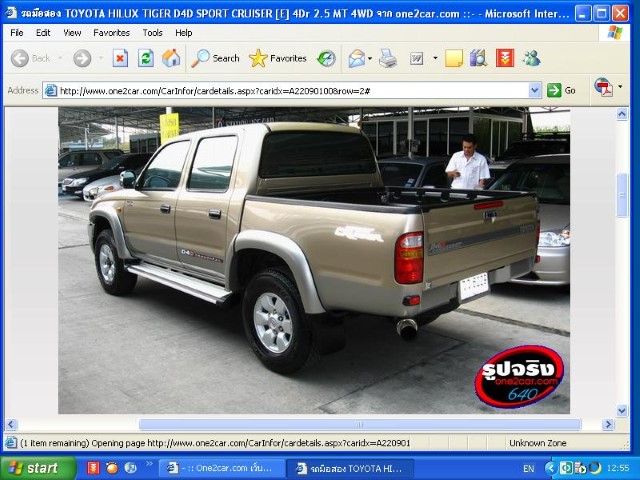 รถมือสอง TOYOTA HILUX TIGER D4D SPORT CRUISER [E] 4Dr 2.5 MT 4WD จาก one2car.com ::- - Microsoft Inter...
File Edit View Favorites Tools Help
Back Search Favorites
Address http://www.one2car.com/CarInfor/cardetails.aspx?caridx=A22090100&row=2# Go
D4D
รูปจริง
one2car.com
640
(1 item remaining) Opening page http://www.one2car.com/CarInfor/cardetails.aspx?caridx=A220901 Unknown Zone
start - :: One2car.com เว็บ... รถมือสอง TOYOTA HI... EN 12:55